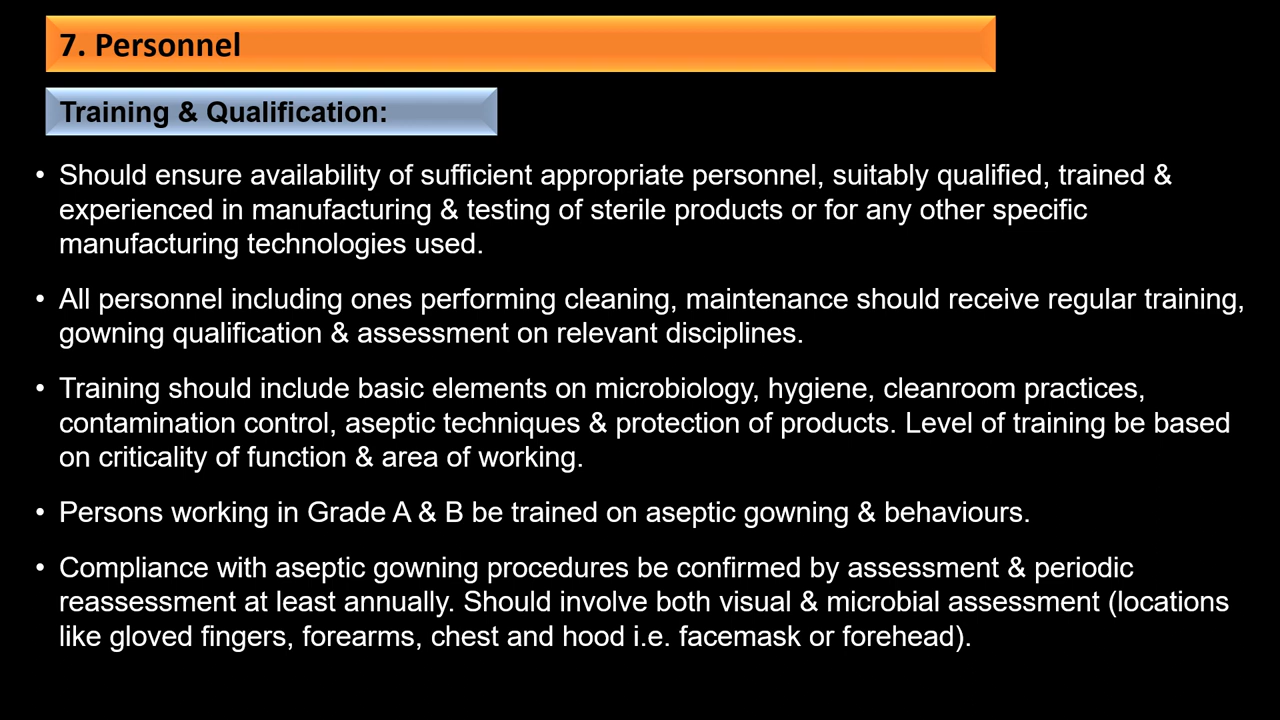 7. Personnel
Training & Qualification:
• Should ensure availability of sufficient appropriate personnel, suitably qualified, trained &
experienced in manufacturing & testing of sterile products or for any other specific
manufacturing technologies used.
• All personnel including ones performing cleaning, maintenance should receive regular training,
gowning qualification & assessment on relevant disciplines.
• Training should include basic elements on microbiology, hygiene, cleanroom practices,
contamination control, aseptic techniques & protection of products. Level of training be based
on criticality of function & area of working.
• Persons working in Grade A & B be trained on aseptic gowning & behaviours.
• Compliance with aseptic gowning procedures be confirmed by assessment & periodic
reassessment at least annually. Should involve both visual & microbial assessment (locations
like gloved fingers, forearms, chest and hood i.e. facemask or forehead).